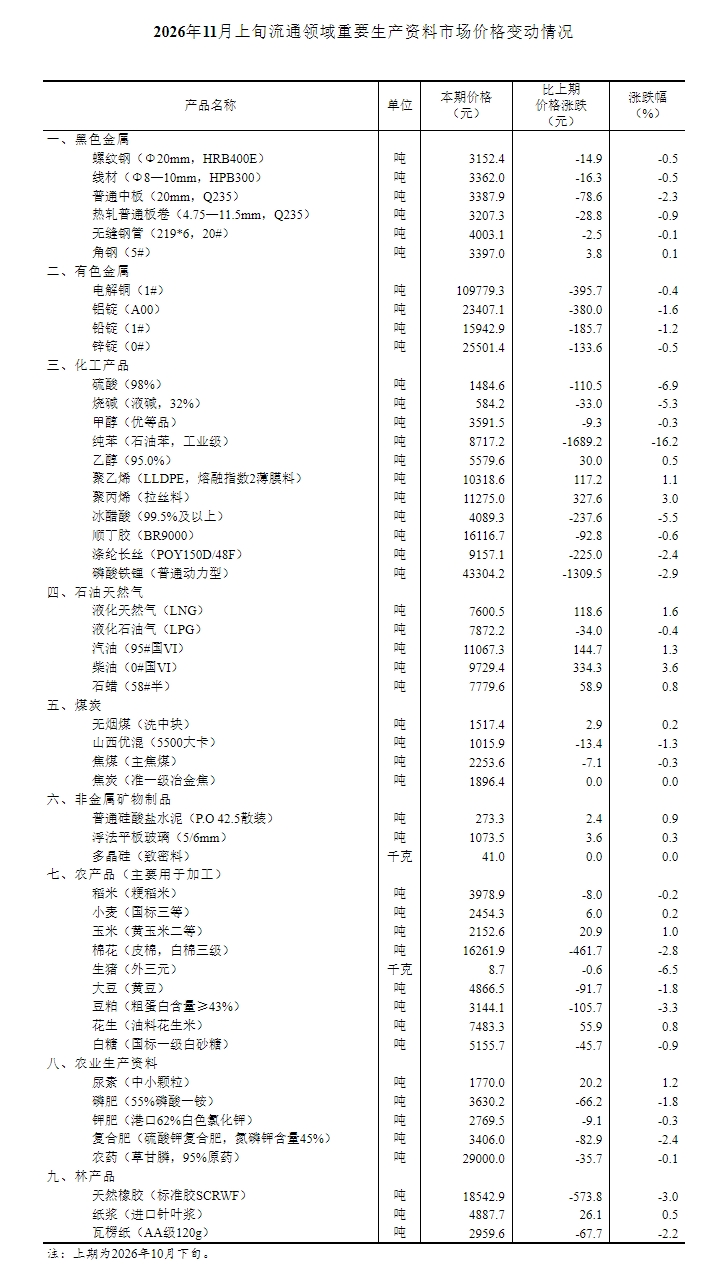 2026年11月上旬流通领域重要生产资料市场价格变动情况
产品名称 单位 本期价格（元） 比上期价格涨跌（元） 涨跌幅（%）
一、黑色金属
螺纹钢（Φ20mm，HRB400E） 吨 3152.4 -14.9 -0.5
线材（Φ8—10mm，HPB300） 吨 3362.0 -16.3 -0.5
普通中板（20mm，Q235） 吨 3387.9 -78.6 -2.3
热轧普通板卷（4.75—11.5mm，Q235） 吨 3207.3 -28.8 -0.9
无缝钢管（219*6，20#） 吨 4003.1 -2.5 -0.1
角钢（5#） 吨 3397.0 3.8 0.1
二、有色金属
电解铜（1#） 吨 109779.3 -395.7 -0.4
铝锭（A00） 吨 23407.1 -380.0 -1.6
铅锭（1#） 吨 15942.9 -185.7 -1.2
锌锭（0#） 吨 25501.4 -133.6 -0.5
三、化工产品
硫酸（98%） 吨 1484.6 -110.5 -6.9
烧碱（液碱，32%） 吨 584.2 -33.0 -5.3
甲醇（优等品） 吨 3591.5 -9.3 -0.3
纯苯（石油苯，工业级） 吨 8717.2 -1689.2 -16.2
乙醇（95.0%） 吨 5579.6 30.0 0.5
聚乙烯（LLDPE，熔融指数2薄膜料） 吨 10318.6 117.2 1.1
聚丙烯（拉丝料） 吨 11275.0 327.6 3.0
冰醋酸（99.5%及以上） 吨 4089.3 -237.6 -5.5
顺丁胶（BR9000） 吨 16116.7 -92.8 -0.6
涤纶长丝（POY150D/48F） 吨 9157.1 -225.0 -2.4
磷酸铁锂（普通动力型） 吨 43304.2 -1309.5 -2.9
四、石油天然气
液化天然气（LNG） 吨 7600.5 118.6 1.6
液化石油气（LPG） 吨 7872.2 -34.0 -0.4
汽油（95#国VI） 吨 11067.3 144.7 1.3
柴油（0#国VI） 吨 9729.4 334.3 3.6
石蜡（58#半） 吨 7779.6 58.9 0.8
五、煤炭
无烟煤（洗中块） 吨 1517.4 2.9 0.2
山西优混（5500大卡） 吨 1015.9 -13.4 -1.3
焦煤（主焦煤） 吨 2253.6 -7.1 -0.3
焦炭（准一级冶金焦） 吨 1896.4 0.0 0.0
六、非金属矿物制品
普通硅酸盐水泥（P.O 42.5散装） 吨 273.3 2.4 0.9
浮法平板玻璃（5/6mm） 吨 1073.5 3.6 0.3
多晶硅（致密料） 千克 41.0 0.0 0.0
七、农产品（主要用于加工）
稻米（粳稻米） 吨 3978.9 -8.0 -0.2
小麦（国标三等） 吨 2454.3 6.0 0.2
玉米（黄玉米二等） 吨 2152.6 20.9 1.0
棉花（皮棉，白棉三级） 吨 16261.9 -461.7 -2.8
生猪（外三元） 千克 8.7 -0.6 -6.5
大豆（黄豆） 吨 4866.5 -91.7 -1.8
豆粕（粗蛋白含量≥43%） 吨 3144.1 -105.7 -3.3
花生（油料花生米） 吨 7483.3 55.9 0.8
白糖（国标一级白砂糖） 吨 5155.7 -45.7 -0.9
八、农业生产资料
尿素（中小颗粒） 吨 1770.0 20.2 1.2
磷肥（55%磷酸一铵） 吨 3630.2 -66.2 -1.8
钾肥（港口62%白色氯化钾） 吨 2769.5 -9.1 -0.3
复合肥（硫酸钾复合肥，氮磷钾含量45%） 吨 3406.0 -82.9 -2.4
农药（草甘膦，95%原药） 吨 29000.0 -35.7 -0.1
九、林产品
天然橡胶（标准胶SCRWF） 吨 18542.9 -573.8 -3.0
纸浆（进口针叶浆） 吨 4887.7 26.1 0.5
瓦楞纸（AA级120g） 吨 2959.6 -67.7 -2.2
注：上期为2026年10月下旬。